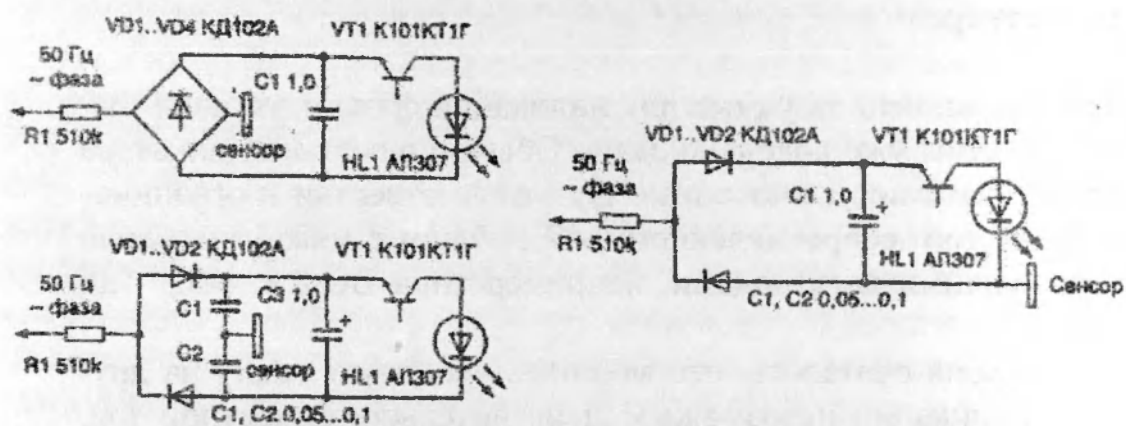 VD1..VD4 КД102А
VT1 К101КТ1Г
50 Гц
~ фаза
R1 510k
сенсор
C1 1,0
HL1 АЛ307
VD1..VD2 КД102А
VT1 К101КТ1Г
50 Гц
~ фаза
R1 510k
C1
C2
сенсор
C3 1,0
+
HL1 АЛ307
C1, C2 0,05...0,1
VD1..VD2 КД102А
VT1 К101КТ1Г
50 Гц
~ фаза
R1 510k
C1 1,0
+
HL1 АЛ307
C1, C2 0,05...0,1
Сенсор